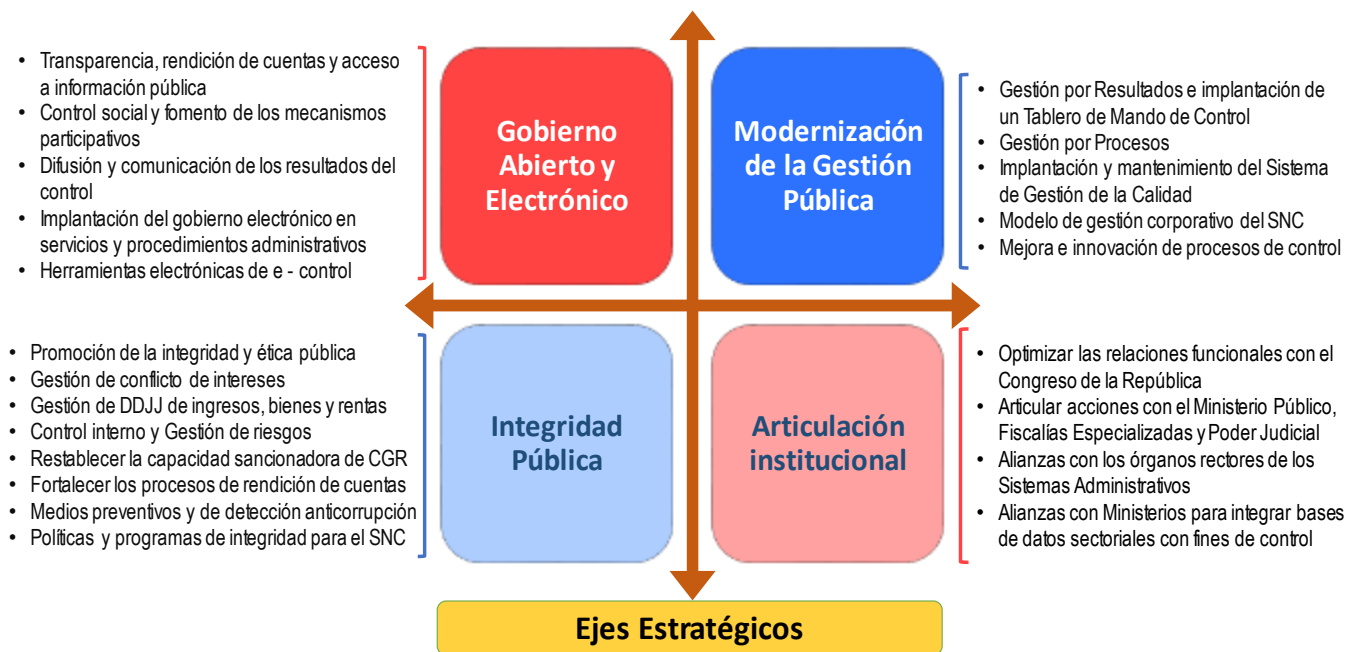 • Transparencia, rendición de cuentas y acceso
a información pública
• Control social y fomento de los mecanismos
participativos
• Difusión y comunicación de los resultados del
control
• Implantación del gobierno electrónico en
servicios y procedimientos administrativos
• Herramientas electrónicas de e - control
Gobierno
Abierto y
Electrónico
Modernización
de la Gestión
Pública
• Gestión por Resultados e implantación de
un Tablero de Mando de Control
• Gestión por Procesos
• Implantación y mantenimiento del Sistema
de Gestión de la Calidad
• Modelo de gestión corporativo del SNC
• Mejora e innovación de procesos de control
• Promoción de la integridad y ética pública
• Gestión de conflicto de intereses
• Gestión de DDJJ de ingresos, bienes y rentas
• Control interno y Gestión de riesgos
• Restablecer la capacidad sancionadora de CGR
• Fortalecer los procesos de rendición de cuentas
• Medios preventivos y de detección anticorrupción
• Políticas y programas de integridad para el SNC
Integridad
Pública
Articulación
institucional
• Optimizar las relaciones funcionales con el
Congreso de la República
• Articular acciones con el Ministerio Público,
Fiscalías Especializadas y Poder Judicial
• Alianzas con los órganos rectores de los
Sistemas Administrativos
• Alianzas con Ministerios para integrar bases
de datos sectoriales con fines de control
Ejes Estratégicos